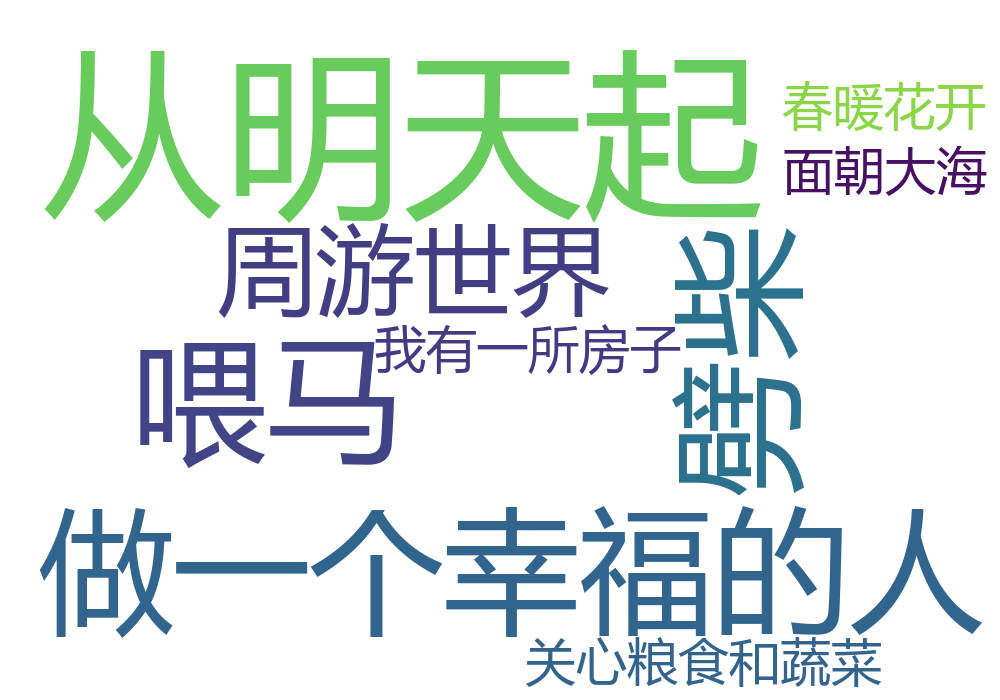 从明天起
春暖花开
面朝大海
周游世界
劈柴
我有一所房子
喂马
做一个幸福的人
关心粮食和蔬菜